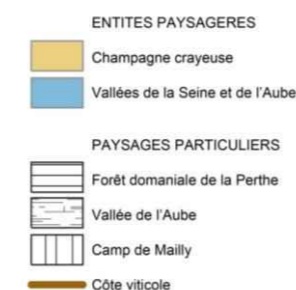 ENTITES PAYSAGERES
Champagne crayeuse
Vallées de la Seine et de l'Aube
PAYSAGES PARTICULIERS
Forêt domaniale de la Perthe
Vallée de l'Aube
Camp de Mailly
Côte viticole